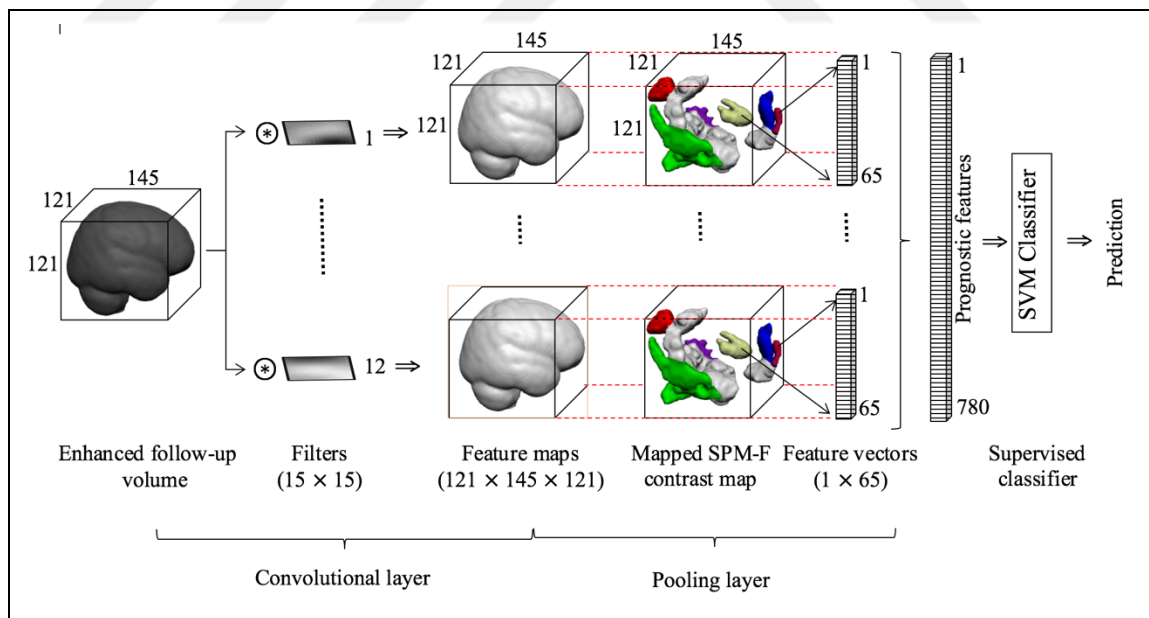 145
121
121
145
121
121
1
65
1
⇒
121
121
145
* 1 ⇒
* 12 ⇒
1
65
1
780
Prognostic features
⇒
SVM Classifier
⇒
Prediction
Enhanced follow-up
volume
Filters
(15 × 15)
Feature maps
(121 × 145 × 121)
Mapped SPM-F
contrast map
Feature vectors
(1 × 65)
Supervised
classifier
Convolutional layer
Pooling layer